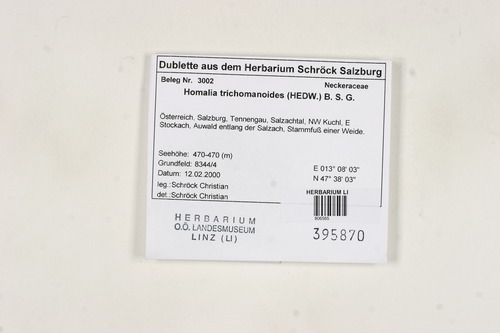 Dublette aus dem Herbarium Schröck Salzburg
Beleg Nr. 3002 Neckeraceae
Homalia trichomanoides (HEDW.) B. S. G.
Österreich, Salzburg, Tennengau, Salzachtal, NW Kuchl, E
Stockach, Auwald entlang der Salzach, Stammfuß einer Weide.
Seehöhe: 470-470 (m)
Grundfeld: 8344/4
Datum: 12.02.2000
leg.:Schröck Christian
det.:Schröck Christian
E 013° 08' 03"
N 47° 38' 03"
HERBARIUM LI
HERBARIUM
O.Ö. LANDESMUSEUM
LINZ (LI)
395870